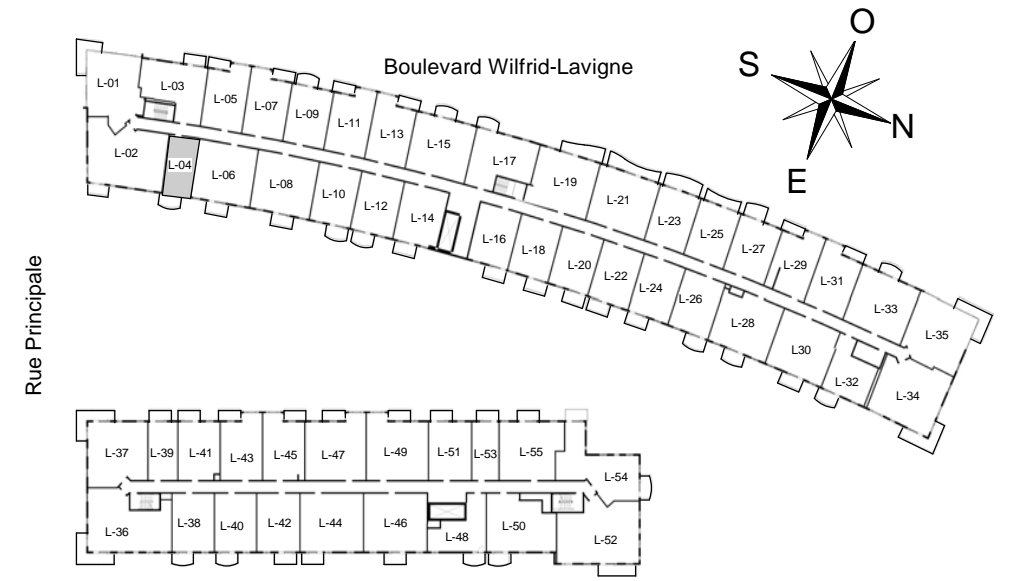 Boulevard Wilfrid-Lavigne
O
S
N
E
Rue Principale
L-01
L-03
L-05
L-07
L-09
L-11
L-13
L-15
L-17
L-19
L-21
L-23
L-25
L-27
L-29
L-31
L-33
L-35
L-02
L-04
L-06
L-08
L-10
L-12
L-14
L-16
L-18
L-20
L-22
L-24
L-26
L-28
L30
L-32
L-34
L-37
L-39
L-41
L-43
L-45
L-47
L-49
L-51
L-53
L-55
L-54
L-36
L-38
L-40
L-42
L-44
L-46
L-48
L-50
L-52